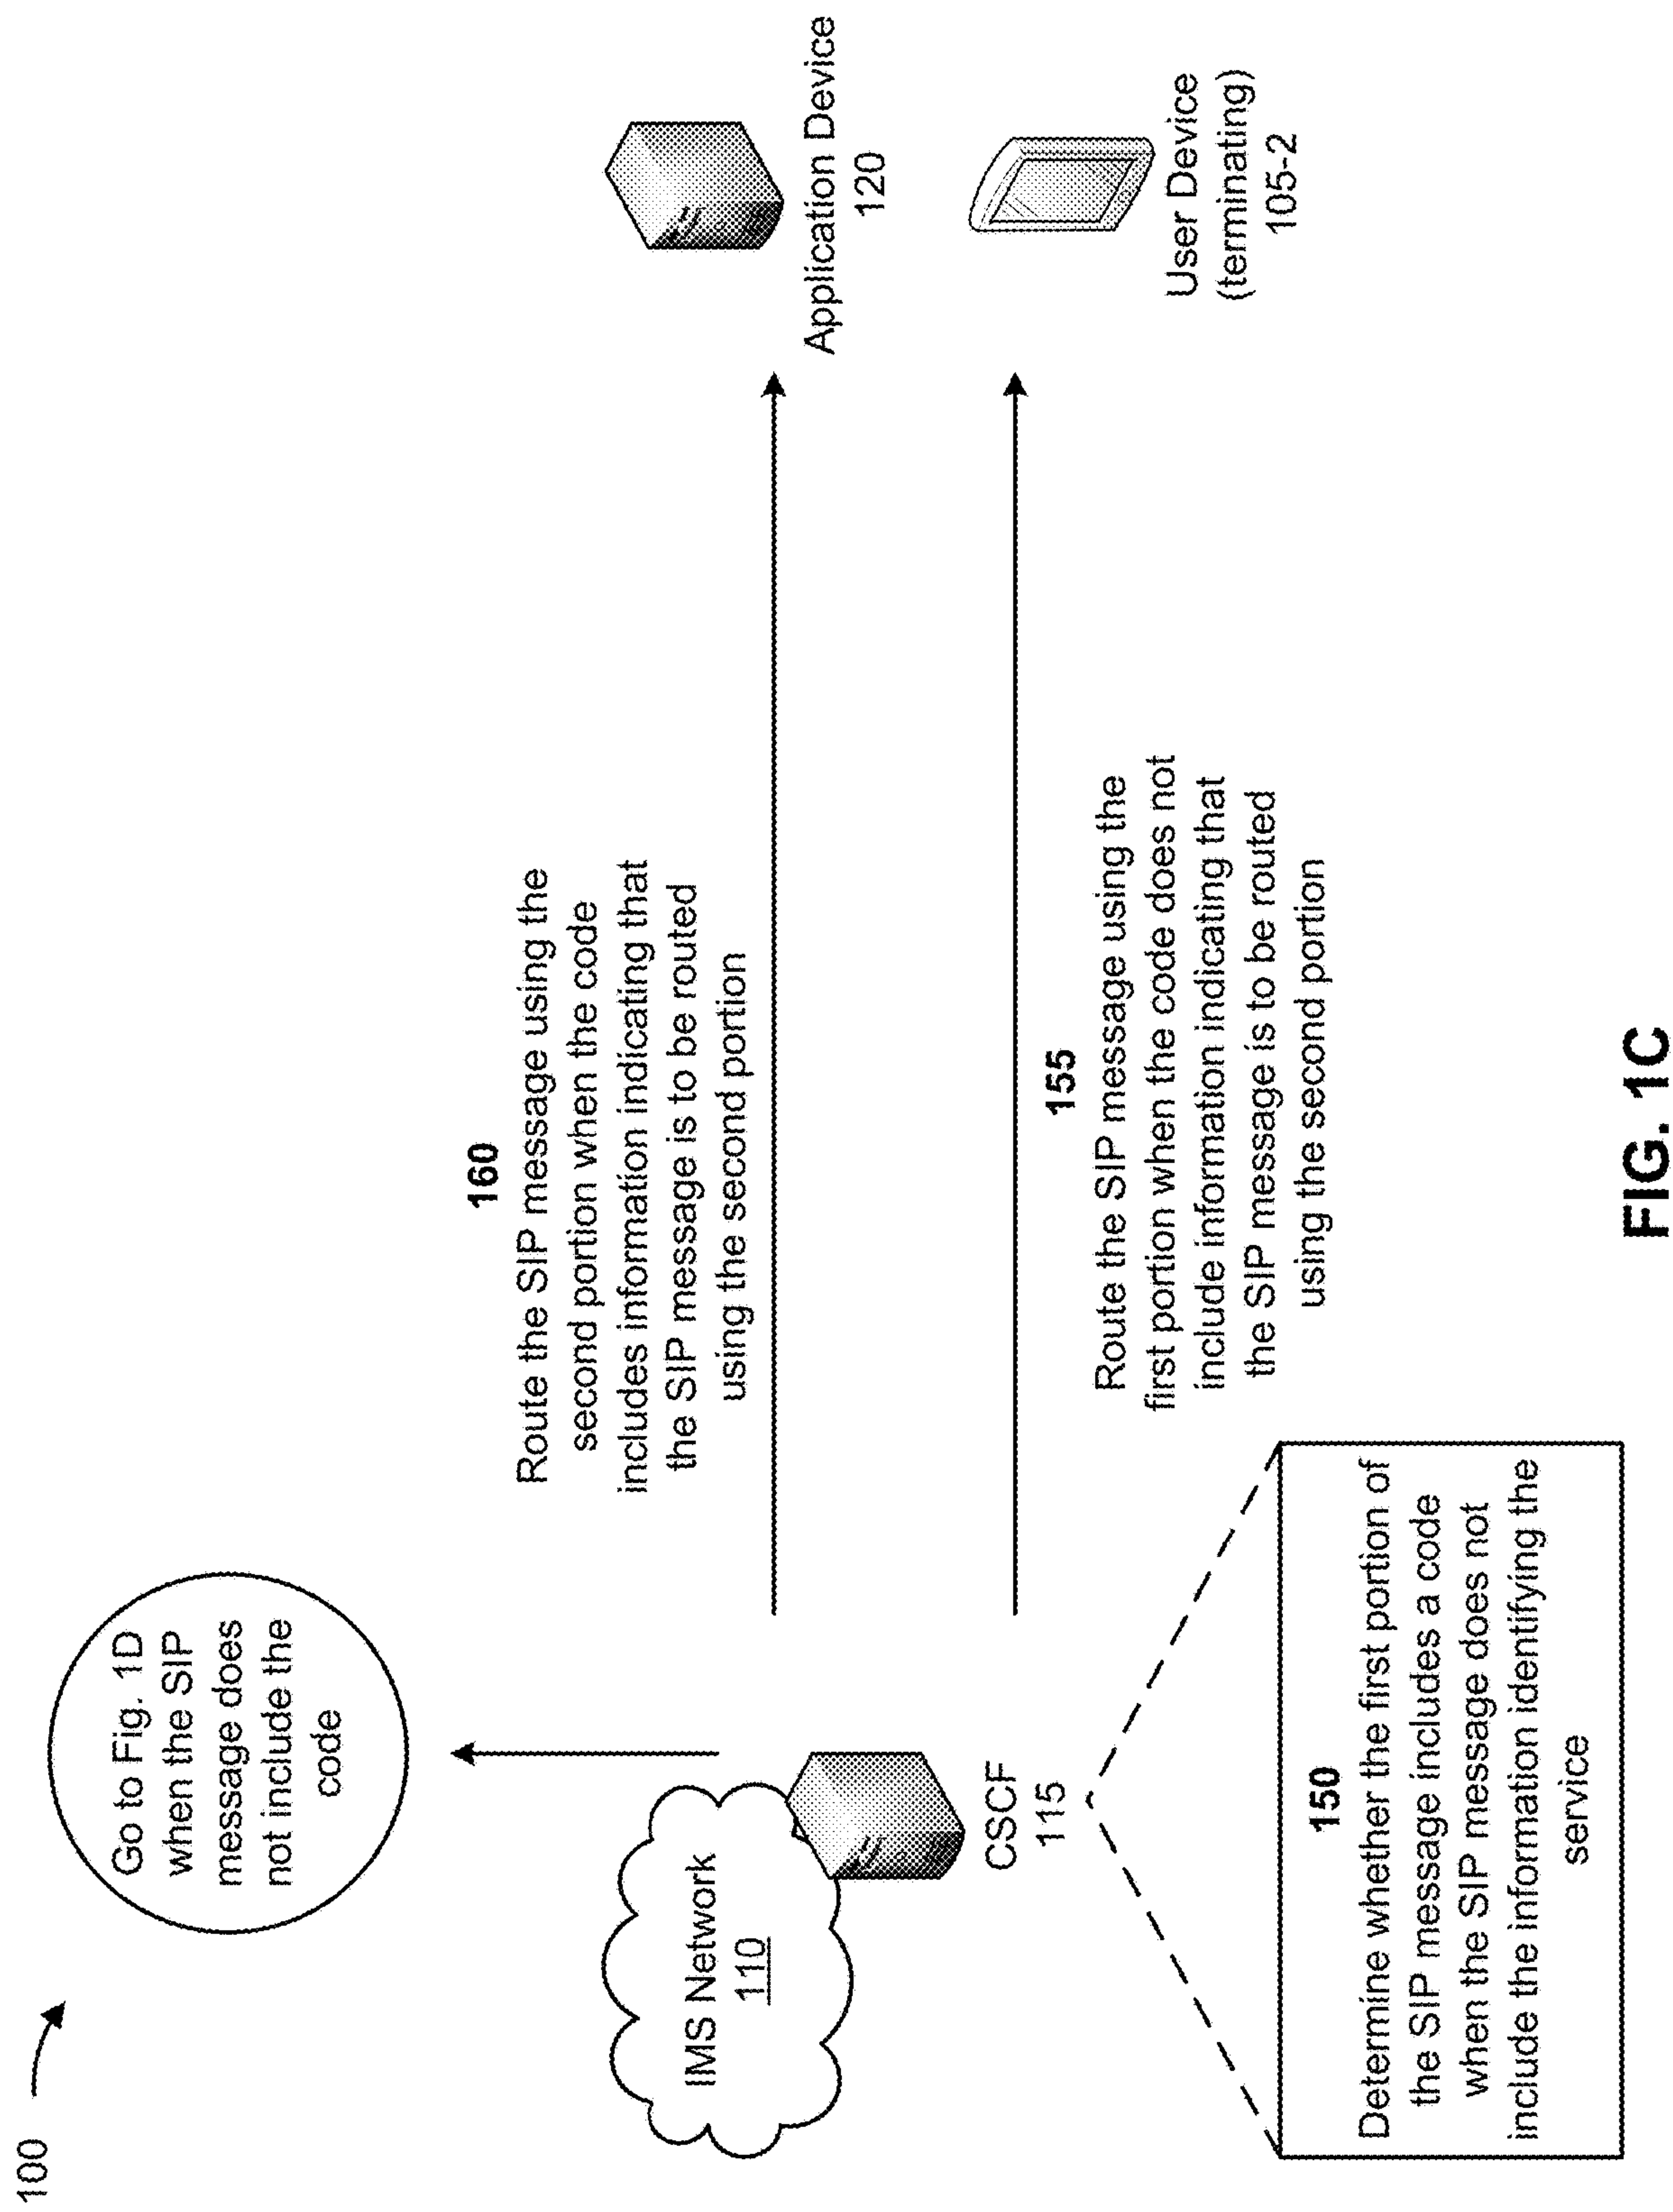 100
Go to Fig. 1D
when the SIP
message does
not include the
code
IMS Network
110
CSCF
115
150
Determine whether the first portion of
the SIP message includes a code
when the SIP message does not
include the information identifying the
service
160
Route the SIP message using the
second portion when the code
includes information indicating that
the SIP message is to be routed
using the second portion
155
Route the SIP message using the
first portion when the code does not
include information indicating that
the SIP message is to be routed
using the second portion
Application Device
120
User Device
(terminating)
105-2
FIG. 1C